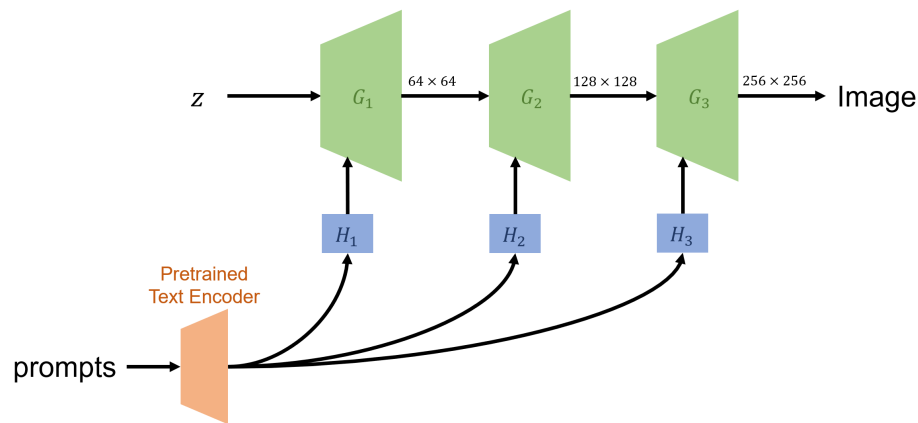 z
G₁
64 × 64
G₂
128 × 128
G₃
256 × 256
Image
H₁
H₂
H₃
Pretrained
Text Encoder
prompts